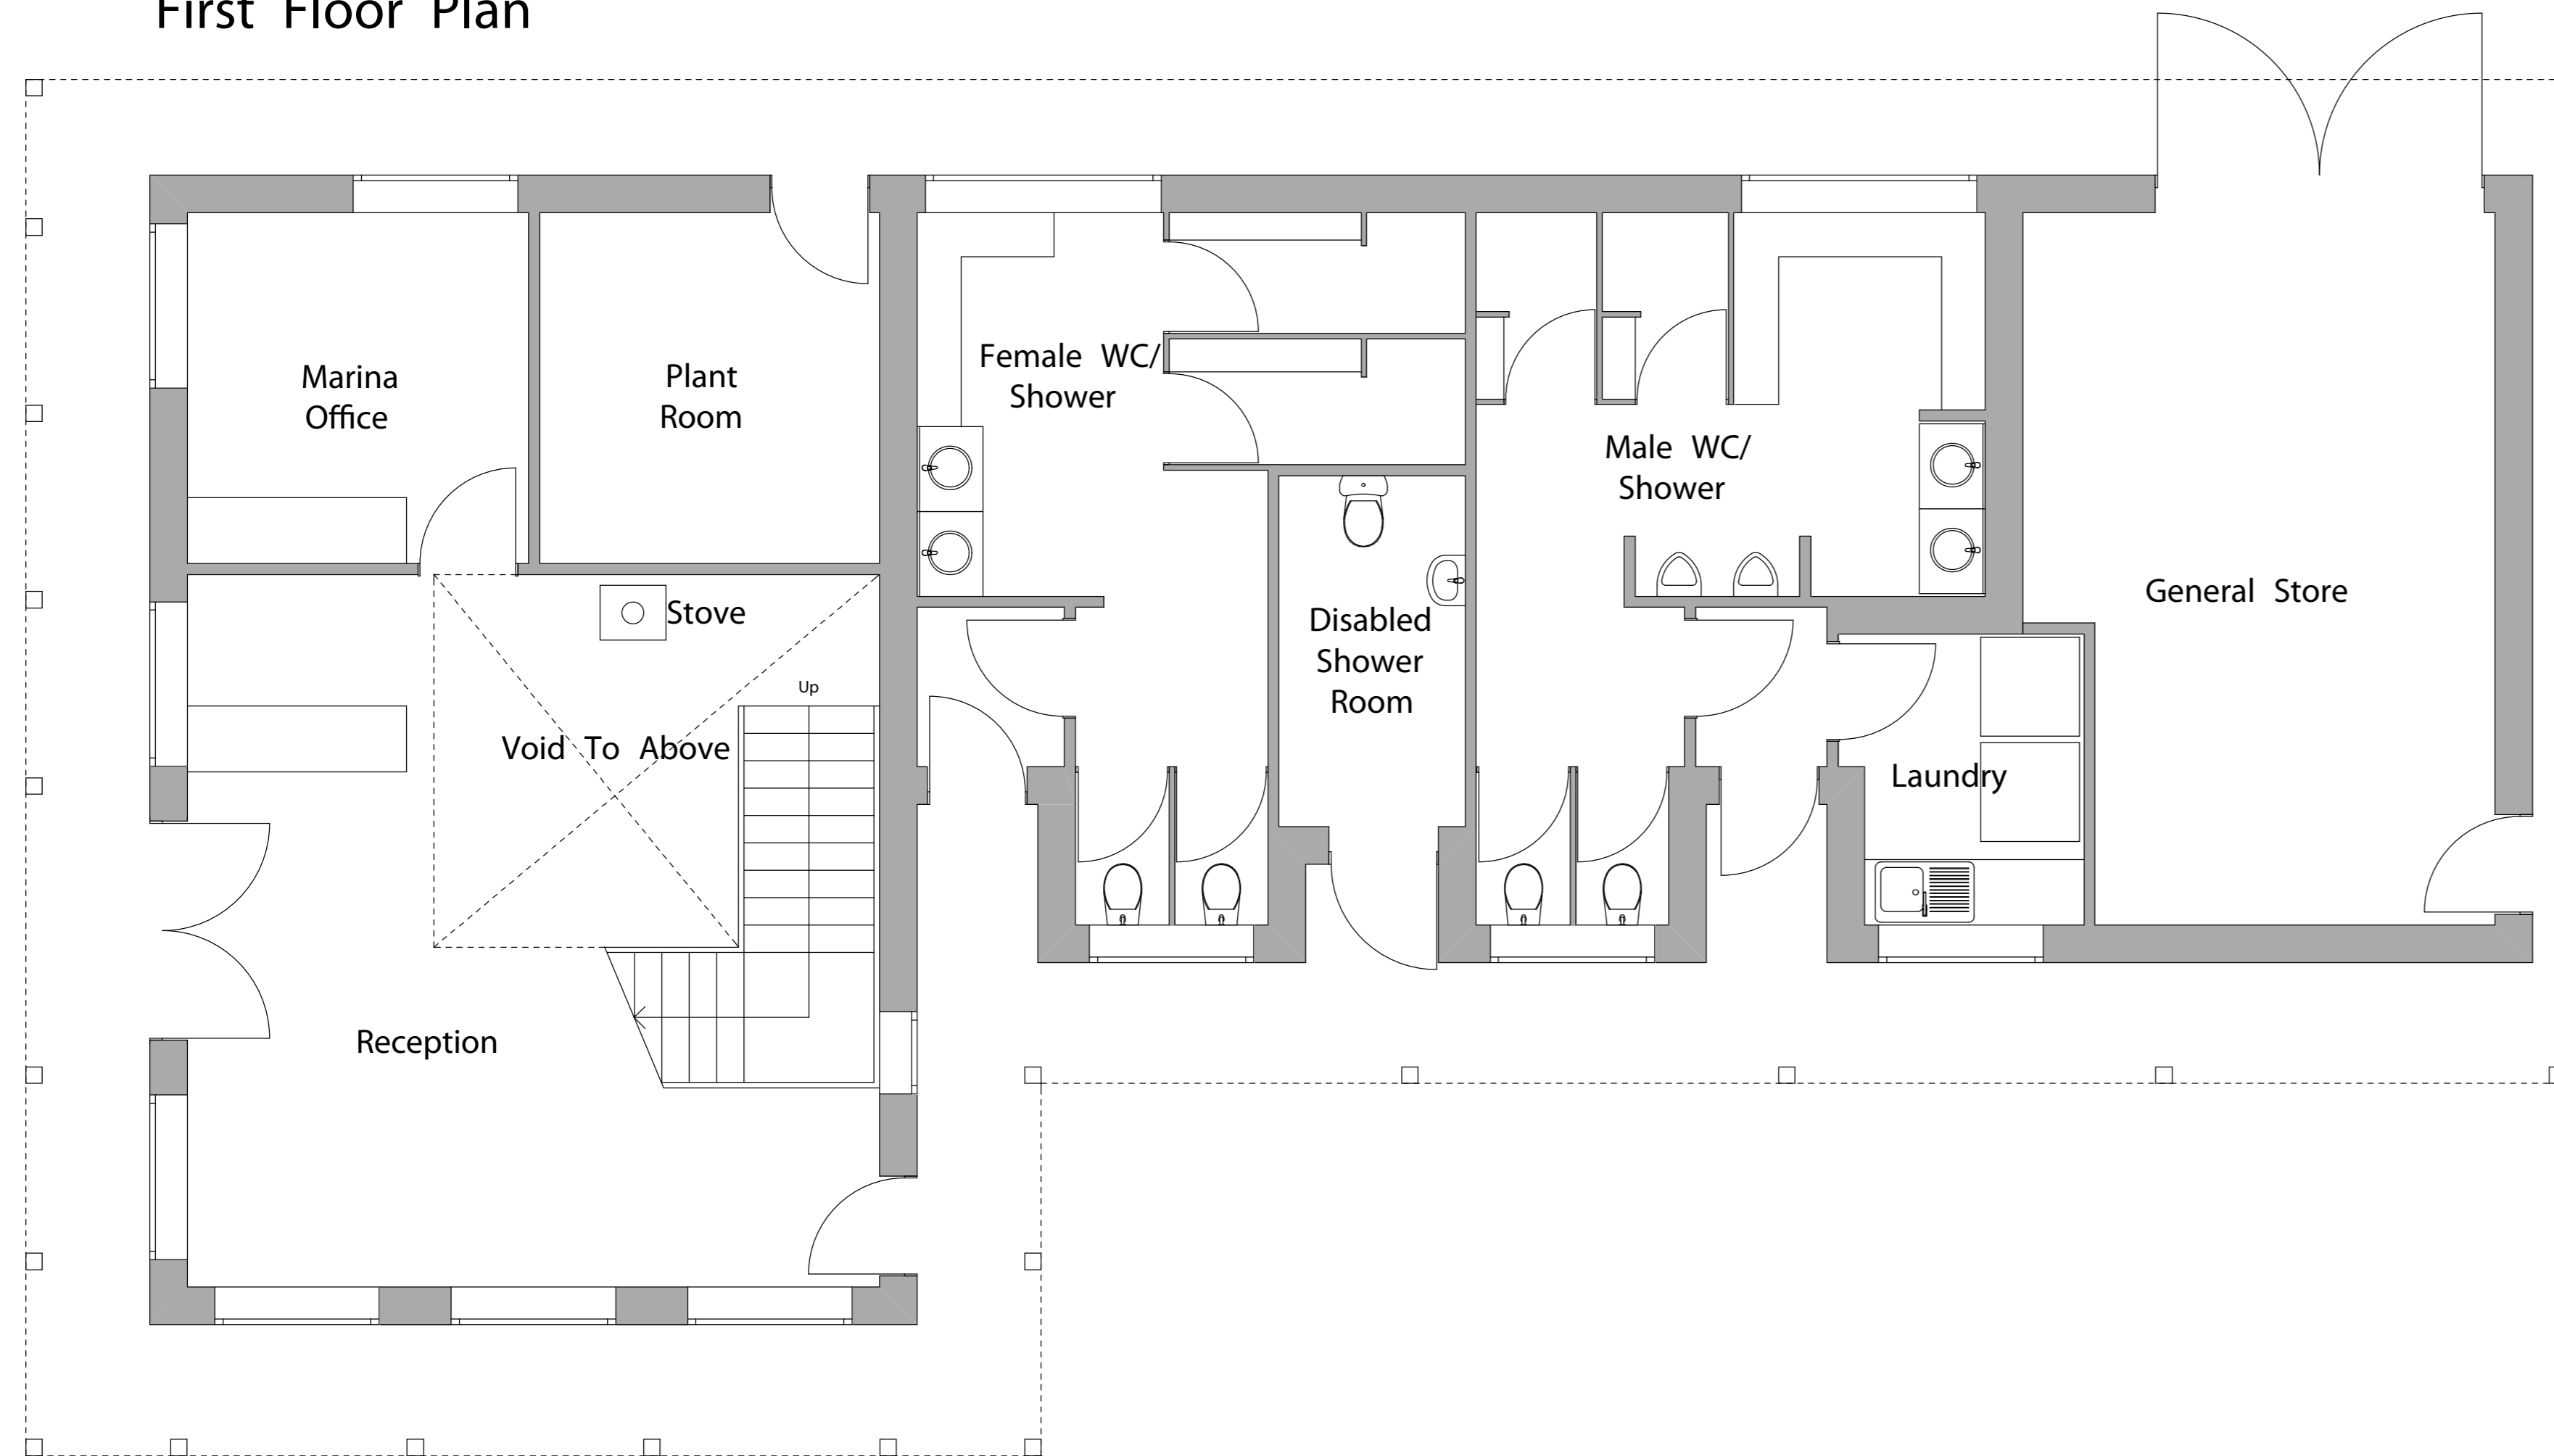 First Floor Plan
Marina
Office
Plant
Room
Female WC/
Shower
Male WC/
Shower
General Store
Stove
Disabled
Shower
Room
Up
Void To Above
Laundry
Reception